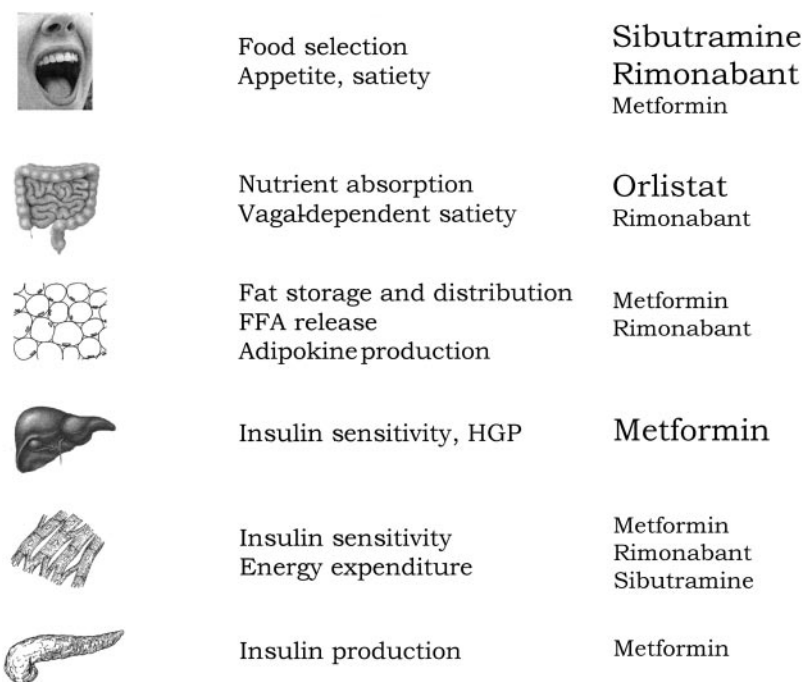 Food selection
Appetite, satiety
Sibutramine
Rimonabant
Metformin
Nutrient absorption
Vagal-dependent satiety
Orlistat
Rimonabant
Fat storage and distribution
FFA release
Adipokine production
Metformin
Rimonabant
Insulin sensitivity, HGP
Metformin
Insulin sensitivity
Energy expenditure
Metformin
Rimonabant
Sibutramine
Insulin production
Metformin